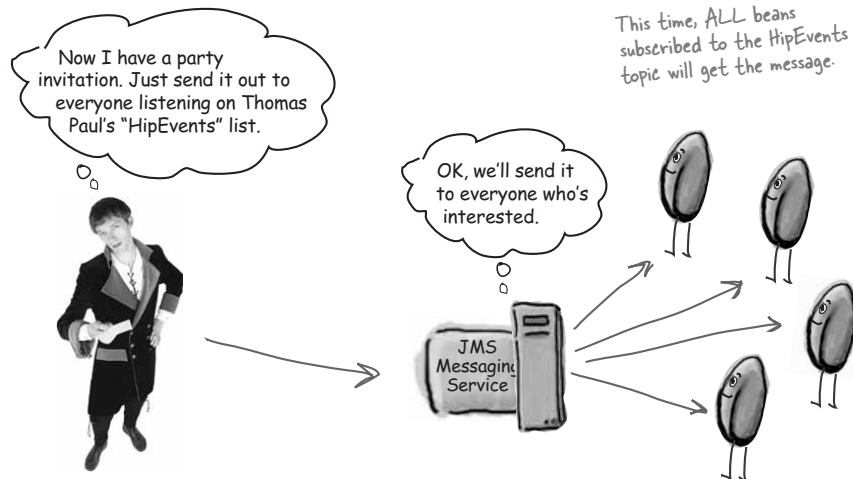 Now I have a party
invitation. Just send it out to
everyone listening on Thomas
Paul's “HipEvents” list.
This time, ALL beans
subscribed to the HipEvents
topic will get the message.
OK, we'll send it
to everyone who's
interested.
JMS
Messaging
Service